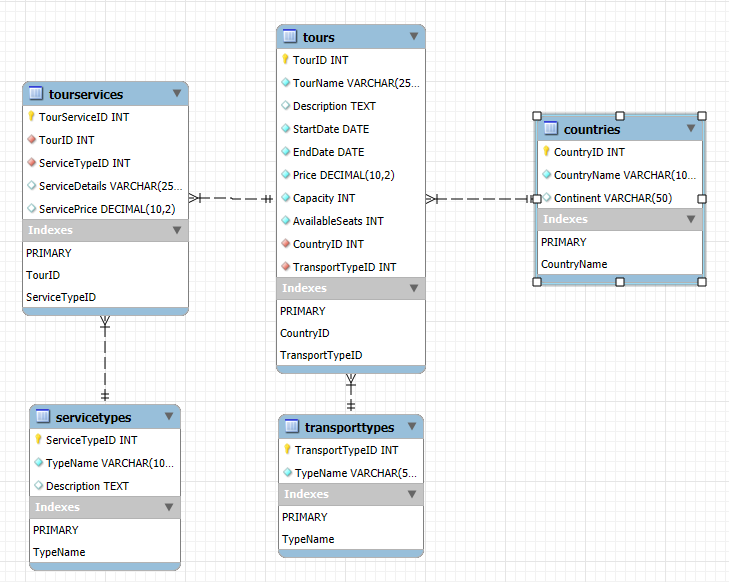 tours
TourID INT
TourName VARCHAR(25...
Description TEXT
StartDate DATE
EndDate DATE
Price DECIMAL(10,2)
Capacity INT
AvailableSeats INT
CountryID INT
TransportTypeID INT
Indexes
PRIMARY
CountryID
TransportTypeID
tourservices
TourServiceID INT
TourID INT
ServiceTypeID INT
ServiceDetails VARCHAR(25...
ServicePrice DECIMAL(10,2)
Indexes
PRIMARY
TourID
ServiceTypeID
countries
CountryID INT
CountryName VARCHAR(10...
Continent VARCHAR(50)
Indexes
PRIMARY
CountryName
servicetypes
ServiceTypeID INT
TypeName VARCHAR(10...
Description TEXT
Indexes
PRIMARY
TypeName
transporttypes
TransportTypeID INT
TypeName VARCHAR(5...
Indexes
PRIMARY
TypeName